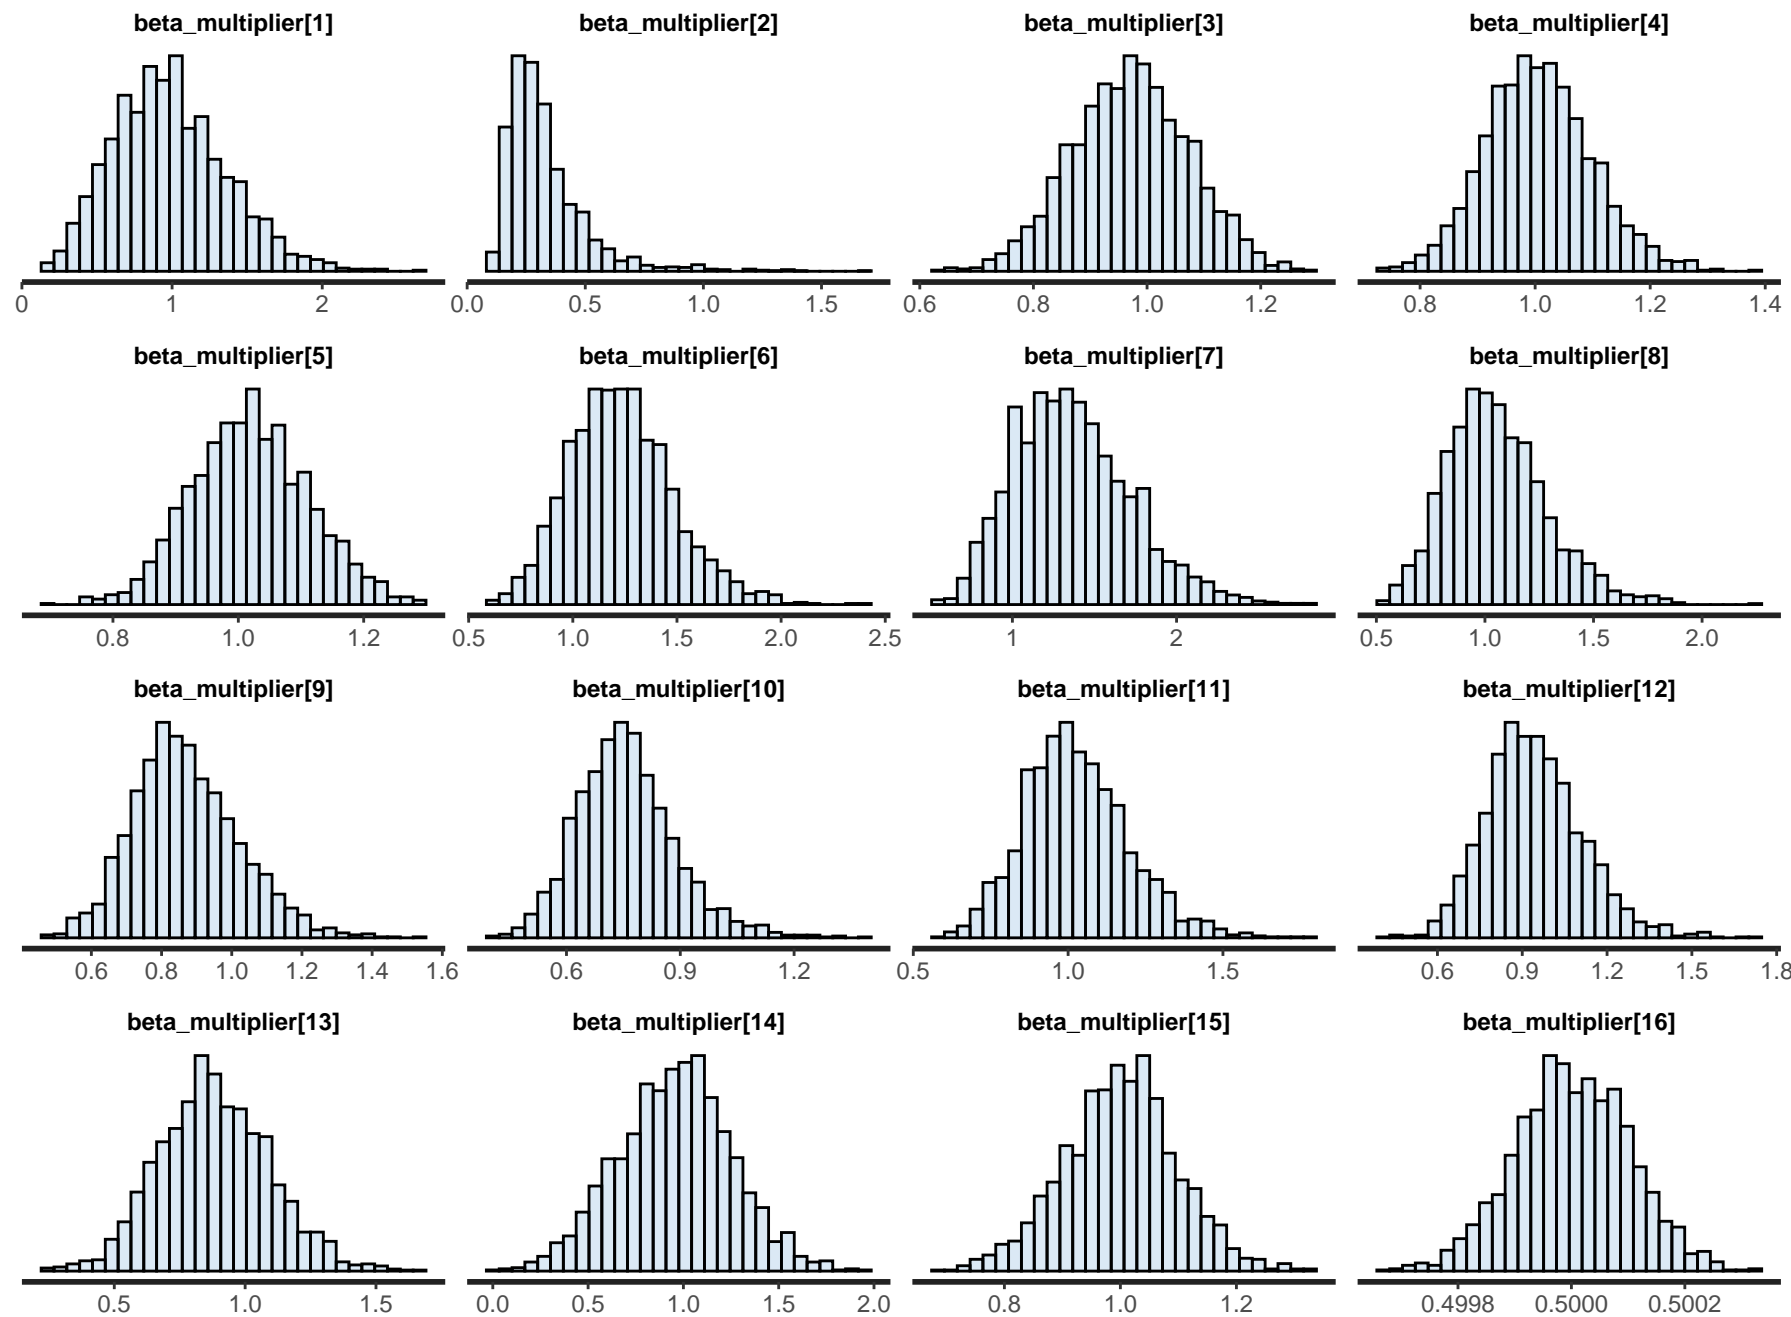 beta_multiplier[1] beta_multiplier[2] beta_multiplier[3] beta_multiplier[4]
0 1 2 0.0 0.5 1.0 1.5 0.6 0.8 1.0 1.2 0.8 1.0 1.2 1.4
beta_multiplier[5] beta_multiplier[6] beta_multiplier[7] beta_multiplier[8]
0.8 1.0 1.2 0.5 1.0 1.5 2.0 2.5 1 2 0.5 1.0 1.5 2.0
beta_multiplier[9] beta_multiplier[10] beta_multiplier[11] beta_multiplier[12]
0.6 0.8 1.0 1.2 1.4 1.6 0.6 0.9 1.2 0.5 1.0 1.5 0.6 0.9 1.2 1.5 1.8
beta_multiplier[13] beta_multiplier[14] beta_multiplier[15] beta_multiplier[16]
0.5 1.0 1.5 0.0 0.5 1.0 1.5 2.0 0.8 1.0 1.2 0.4998 0.5000 0.5002